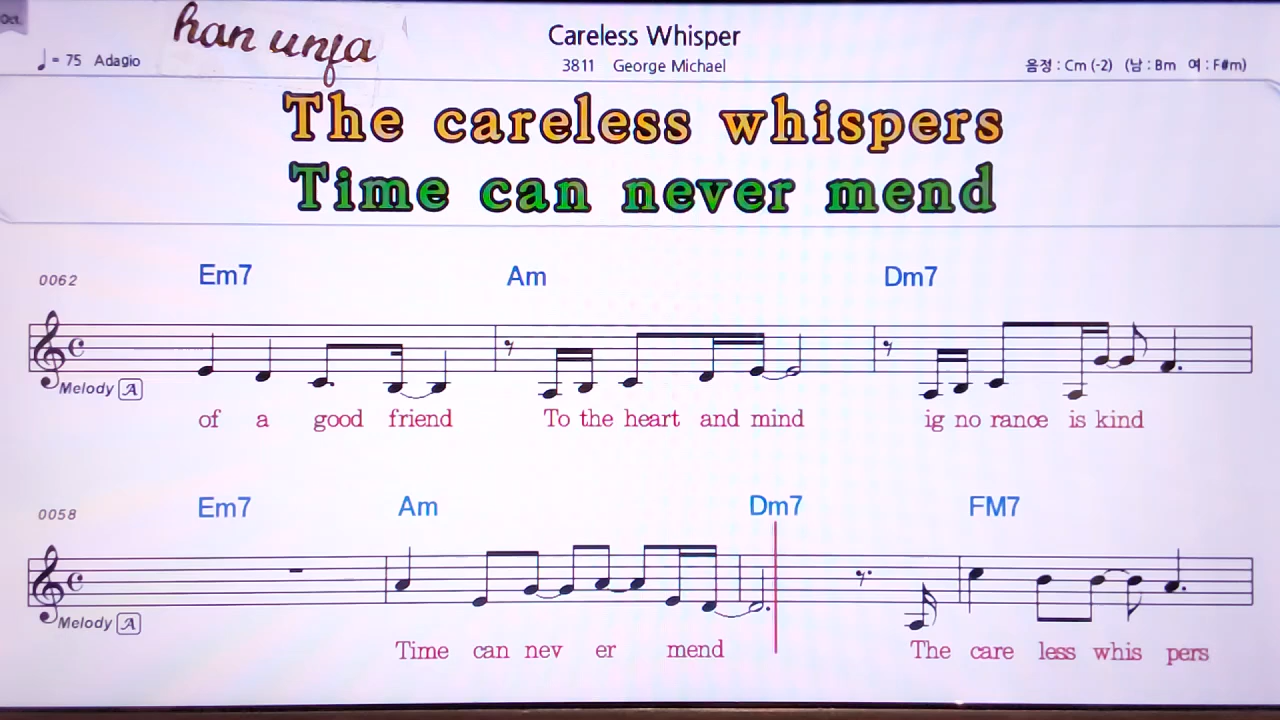 Oct.
han unja
Careless Whisper
♩= 75 Adagio
3811 George Michael
음정 : Cm (-2) (남 : Bm 여 : F#m)
The careless whispers
Time can never mend
0062 Em7 Am Dm7
Melody A
of a good friend To the heart and mind ig no rance is kind
0058 Em7 Am Dm7 FM7
Melody A
Time can nev er mend The care less whis pers